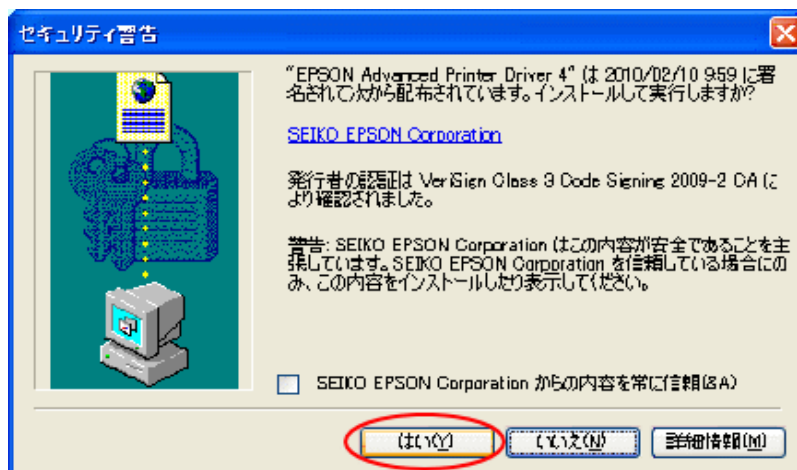 セキュリティ警告
"EPSON Advanced Printer Driver 4" は 2010/02/10 9:59 に署
名されて次から配布されています。インストールして実行しますか?
SEIKO EPSON Corporation
発行者の認証は VeriSign Class 3 Code Signing 2009-2 CA に
より確認されました。
警告: SEIKO EPSON Corporation はこの内容が安全であることを主
張しています。SEIKO EPSON Corporation を信頼している場合にの
み、この内容をインストールしたり表示してください。
SEIKO EPSON Corporation からの内容を常に信頼(&A)
はい(Y)
いいえ(N)
詳細情報(M)